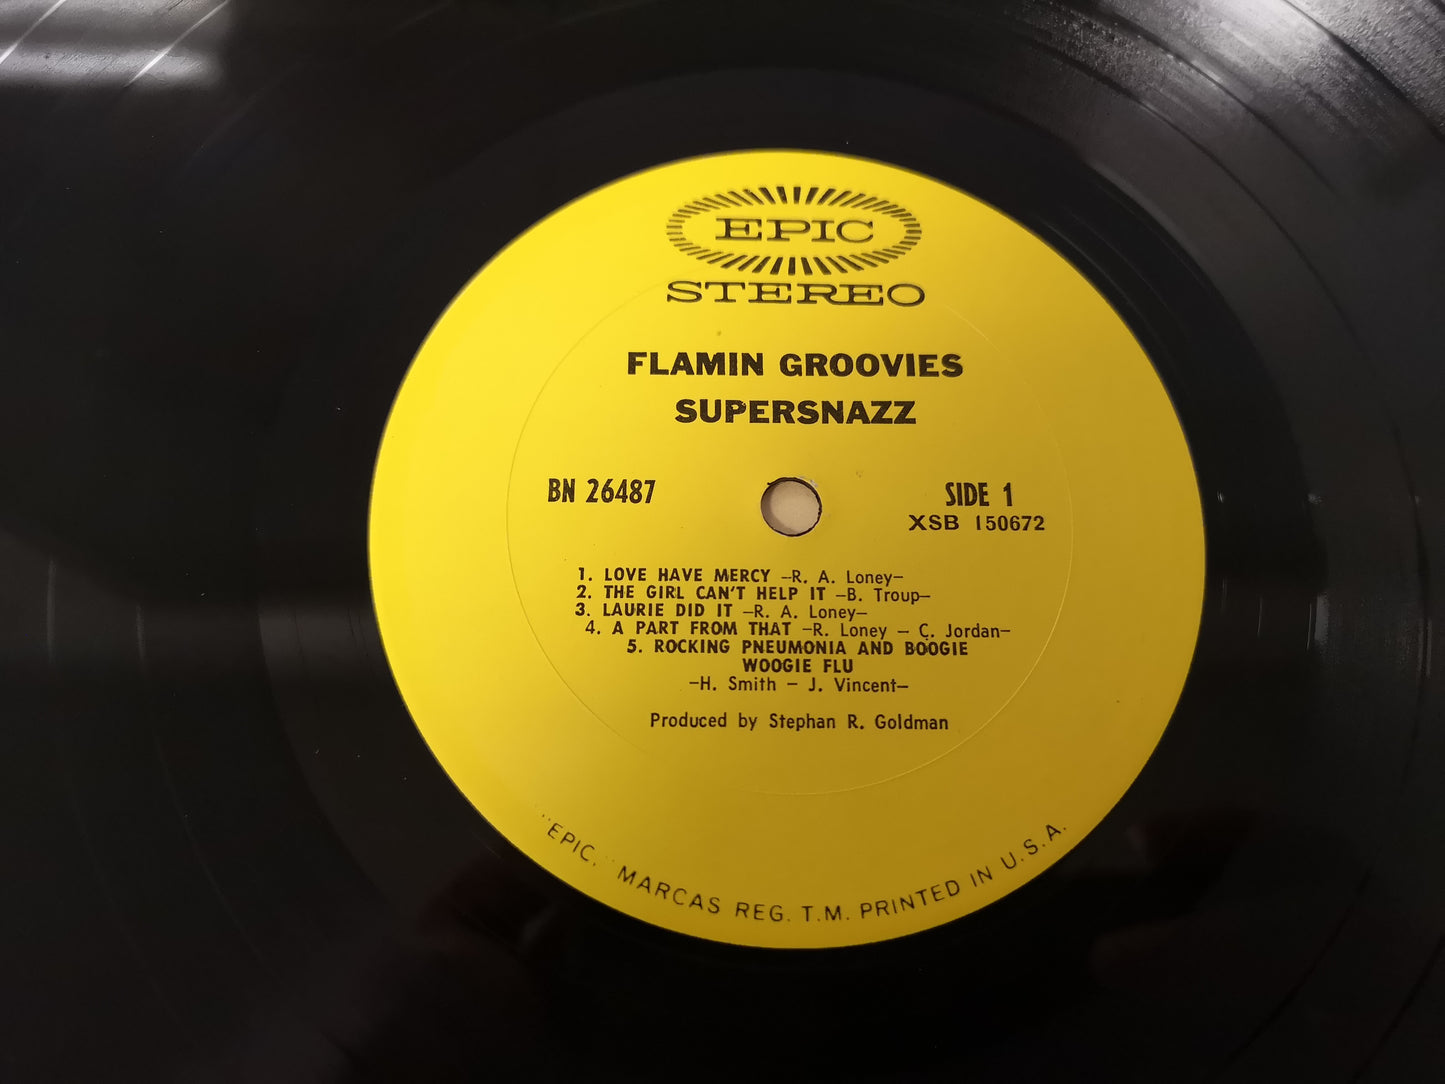 EPIC
STEREO
FLAMIN GROOVIES
SUPERSNAZZ
BN 26487
SIDE 1
XSB 150672
1. LOVE HAVE MERCY –R. A. Loney–
2. THE GIRL CAN'T HELP IT –B. Troup–
3. LAURIE DID IT –R. A. Loney–
4. A PART FROM THAT –R. Loney – C. Jordan–
5. ROCKING PNEUMONIA AND BOOGIE
WOOGIE FLU
–H. Smith – J. Vincent–
Produced by Stephan R. Goldman
"EPIC," MARCAS REG. T.M. PRINTED IN U.S.A.